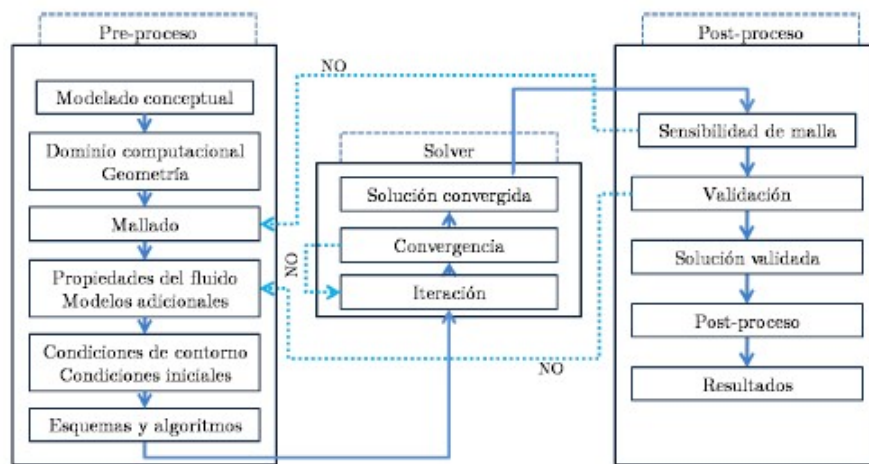 Pre-proceso
Modelado conceptual
Dominio computacional
Geometría
Mallado
Propiedades del fluido
Modelos adicionales
Condiciones de contorno
Condiciones iniciales
Esquemas y algoritmos
NO
Solver
Solución convergida
Convergencía
Iteración
NO
NO
Post-proceso
Sensibilidad de malla
Validación
Solución validada
Post-proceso
Resultados